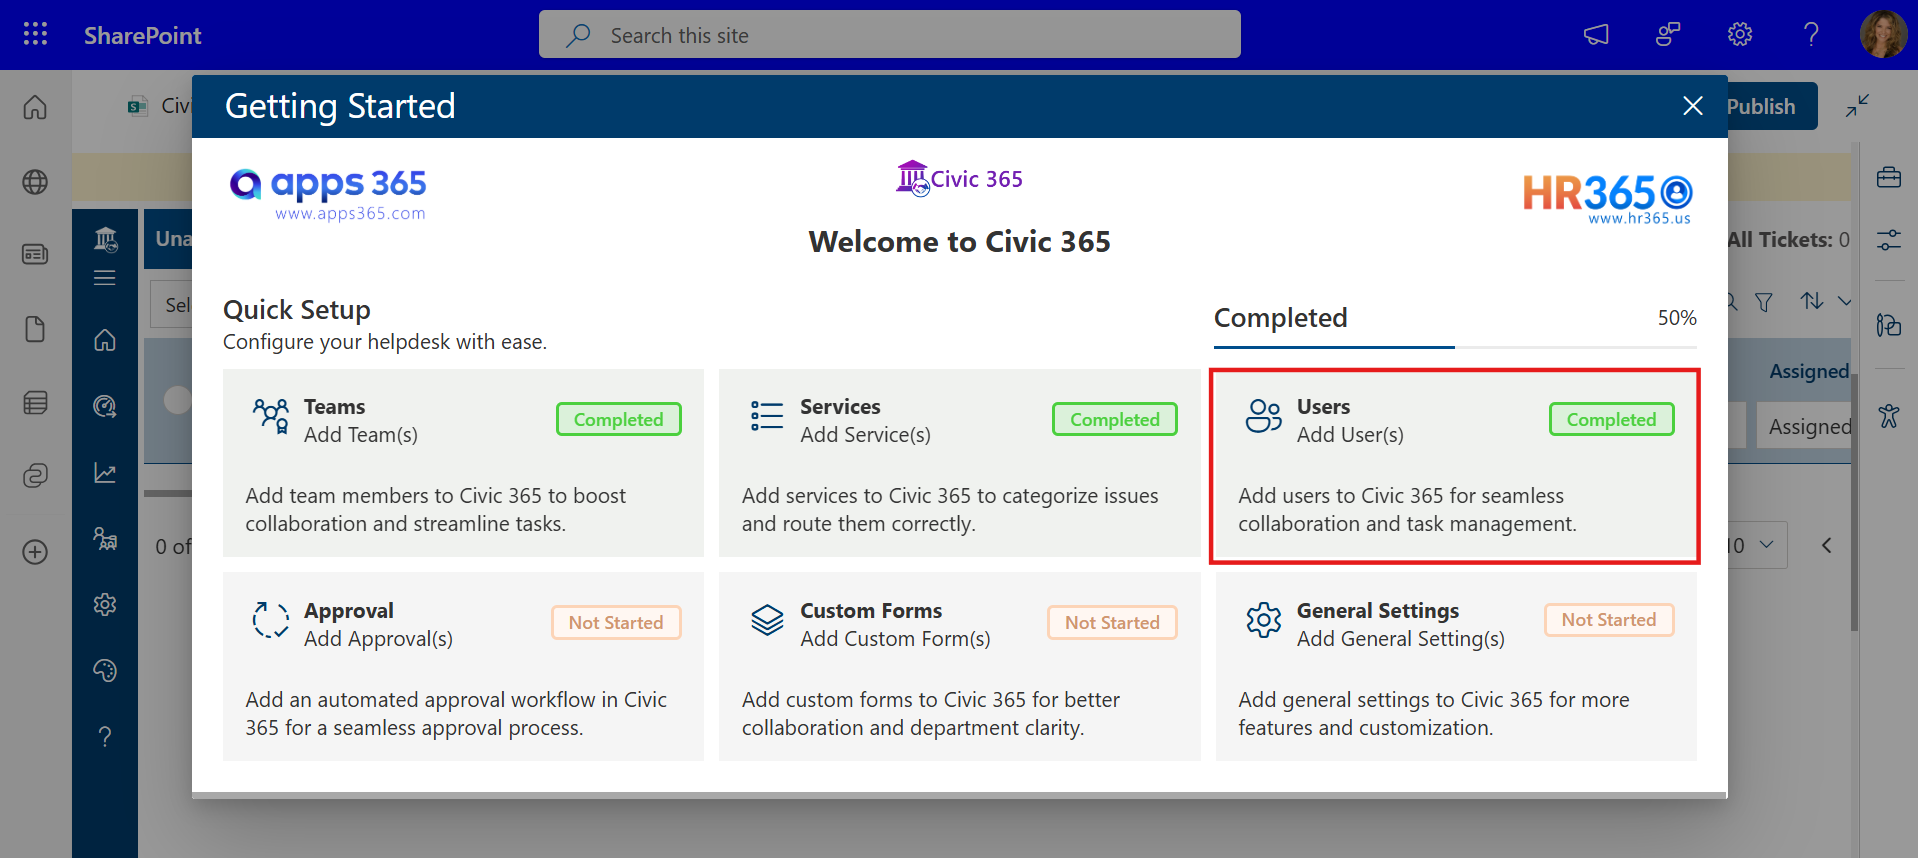 SharePoint
Search this site
Civi
Publish
Getting Started
apps 365
www.apps365.com
Civic 365
HR365
www.hr365.us
Welcome to Civic 365
Una
All Tickets: 0
Sel
Quick Setup
Configure your helpdesk with ease.
Completed
50%
Teams
Add Team(s)
Completed
Add team members to Civic 365 to boost
collaboration and streamline tasks.
Services
Add Service(s)
Completed
Add services to Civic 365 to categorize issues
and route them correctly.
Users
Add User(s)
Completed
Add users to Civic 365 for seamless
collaboration and task management.
Assigned
Assigned
0 of
10
Approval
Add Approval(s)
Not Started
Add an automated approval workflow in Civic
365 for a seamless approval process.
Custom Forms
Add Custom Form(s)
Not Started
Add custom forms to Civic 365 for better
collaboration and department clarity.
General Settings
Add General Setting(s)
Not Started
Add general settings to Civic 365 for more
features and customization.